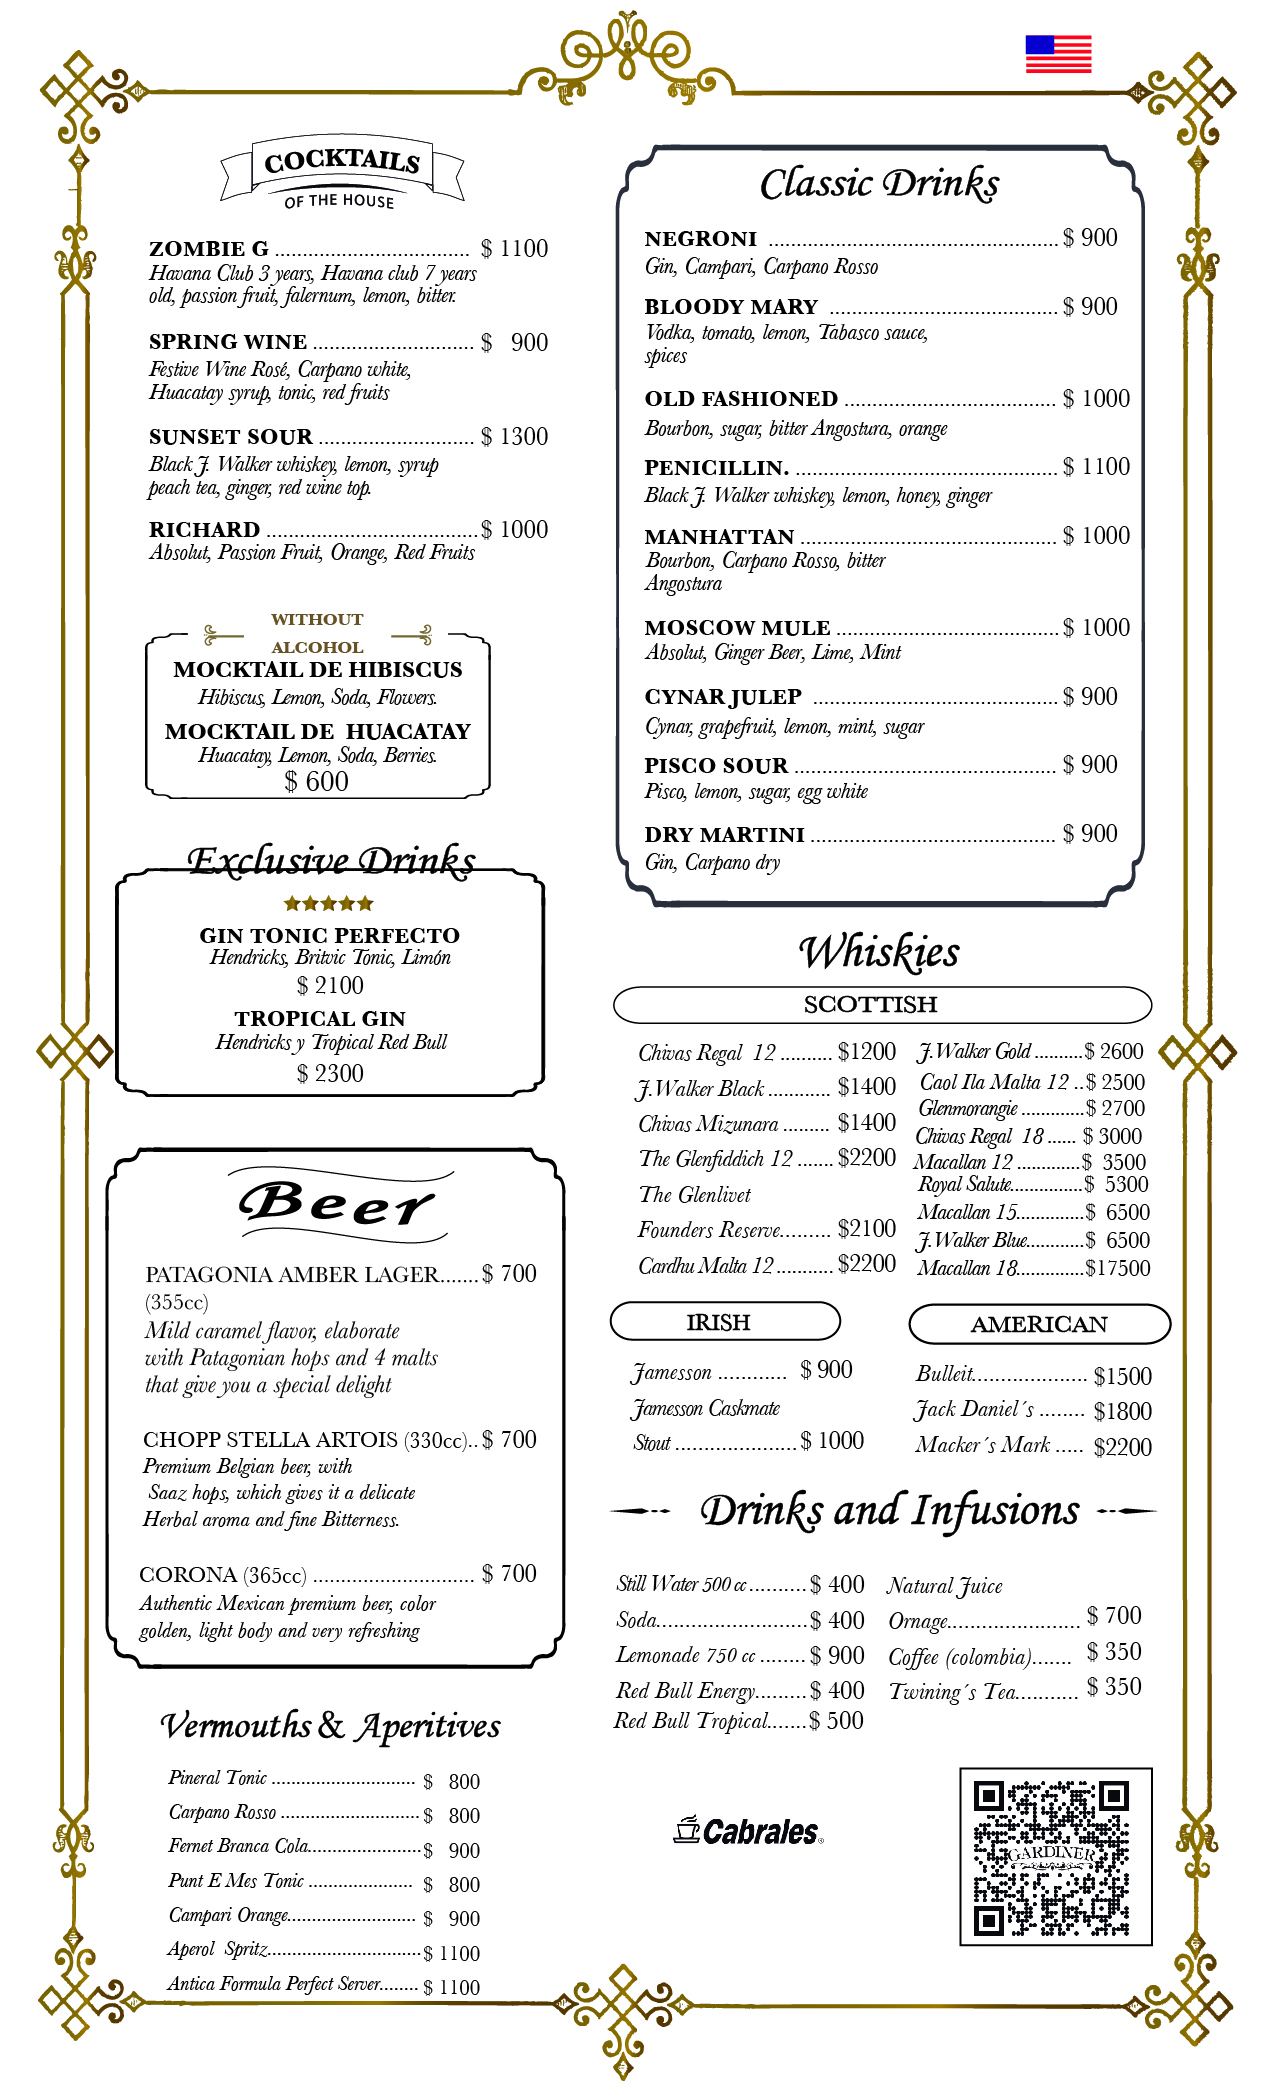 COCKTAILS
OF THE HOUSE
ZOMBIE G ................................... $ 1100
Havana Club 3 years, Havana club 7 years
old, passion fruit, falernum, lemon, bitter.
SPRING WINE ............................. $ 900
Festive Wine Rosé, Carpano white,
Huacatay syrup, tonic, red fruits
SUNSET SOUR ............................ $ 1300
Black J. Walker whiskey, lemon, syrup
peach tea, ginger, red wine top.
RICHARD ...................................... $ 1000
Absolut, Passion Fruit, Orange, Red Fruits
WITHOUT
ALCOHOL
MOCKTAIL DE HIBISCUS
Hibiscus, Lemon, Soda, Flowers.
MOCKTAIL DE HUACATAY
Huacatay, Lemon, Soda, Berries.
$ 600
Exclusive Drinks
GIN TONIC PERFECTO
Hendricks, Britvic Tonic, Limón
$ 2100
TROPICAL GIN
Hendricks y Tropical Red Bull
$ 2300
Beer
PATAGONIA AMBER LAGER.......$ 700
(355cc)
Mild caramel flavor, elaborate
with Patagonian hops and 4 malts
that give you a special delight
CHOPP STELLA ARTOIS (330cc)..$ 700
Premium Belgian beer, with
Saaz hops, which gives it a delicate
Herbal aroma and fine Bitterness.
CORONA (365cc) ............................. $ 700
Authentic Mexican premium beer, color
golden, light body and very refreshing
Vermouths & Aperitives
Pineral Tonic ............................. $ 800
Carpano Rosso ............................ $ 800
Fernet Branca Cola....................... $ 900
Punt E Mes Tonic ..................... $ 800
Campari Orange.......................... $ 900
Aperol Spritz............................... $ 1100
Antica Formula Perfect Server........ $ 1100
Classic Drinks
NEGRONI .................................................... $ 900
Gin, Campari, Carpano Rosso
BLOODY MARY ......................................... $ 900
Vodka, tomato, lemon, Tabasco sauce,
spices
OLD FASHIONED ...................................... $ 1000
Bourbon, sugar, bitter Angostura, orange
PENICILLIN. ............................................... $ 1100
Black J. Walker whiskey, lemon, honey, ginger
MANHATTAN .............................................. $ 1000
Bourbon, Carpano Rosso, bitter
Angostura
MOSCOW MULE ........................................ $ 1000
Absolut, Ginger Beer, Lime, Mint
CYNAR JULEP ............................................ $ 900
Cynar, grapefruit, lemon, mint, sugar
PISCO SOUR ............................................... $ 900
Pisco, lemon, sugar, egg white
DRY MARTINI ............................................ $ 900
Gin, Carpano dry
Whiskies
SCOTTISH
Chivas Regal 12 .......... $1200
J.Walker Black ............ $1400
Chivas Mizunara ......... $1400
The Glenfiddich 12 ....... $2200
The Glenlivet
Founders Reserve......... $2100
Cardhu Malta 12 ........... $2200
J.Walker Gold ..........$ 2600
Caol Ila Malta 12 ..$ 2500
Glenmorangie .............$ 2700
Chivas Regal 18 ...... $ 3000
Macallan 12 .............$ 3500
Royal Salute...............$ 5300
Macallan 15..............$ 6500
J.Walker Blue............$ 6500
Macallan 18..............$17500
IRISH
Jamesson ............ $ 900
Jamesson Caskmate
Stout ...................... $ 1000
AMERICAN
Bulleit..................... $1500
Jack Daniel´s ........ $1800
Macker´s Mark ..... $2200
Drinks and Infusions
Still Water 500 cc ..........$ 400
Soda...........................$ 400
Lemonade 750 cc ........$ 900
Red Bull Energy.........$ 400
Red Bull Tropical.......$ 500
Natural Juice
Ornage........................ $ 700
Coffee (colombia)....... $ 350
Twining´s Tea........... $ 350
Cabrales
GARDINER